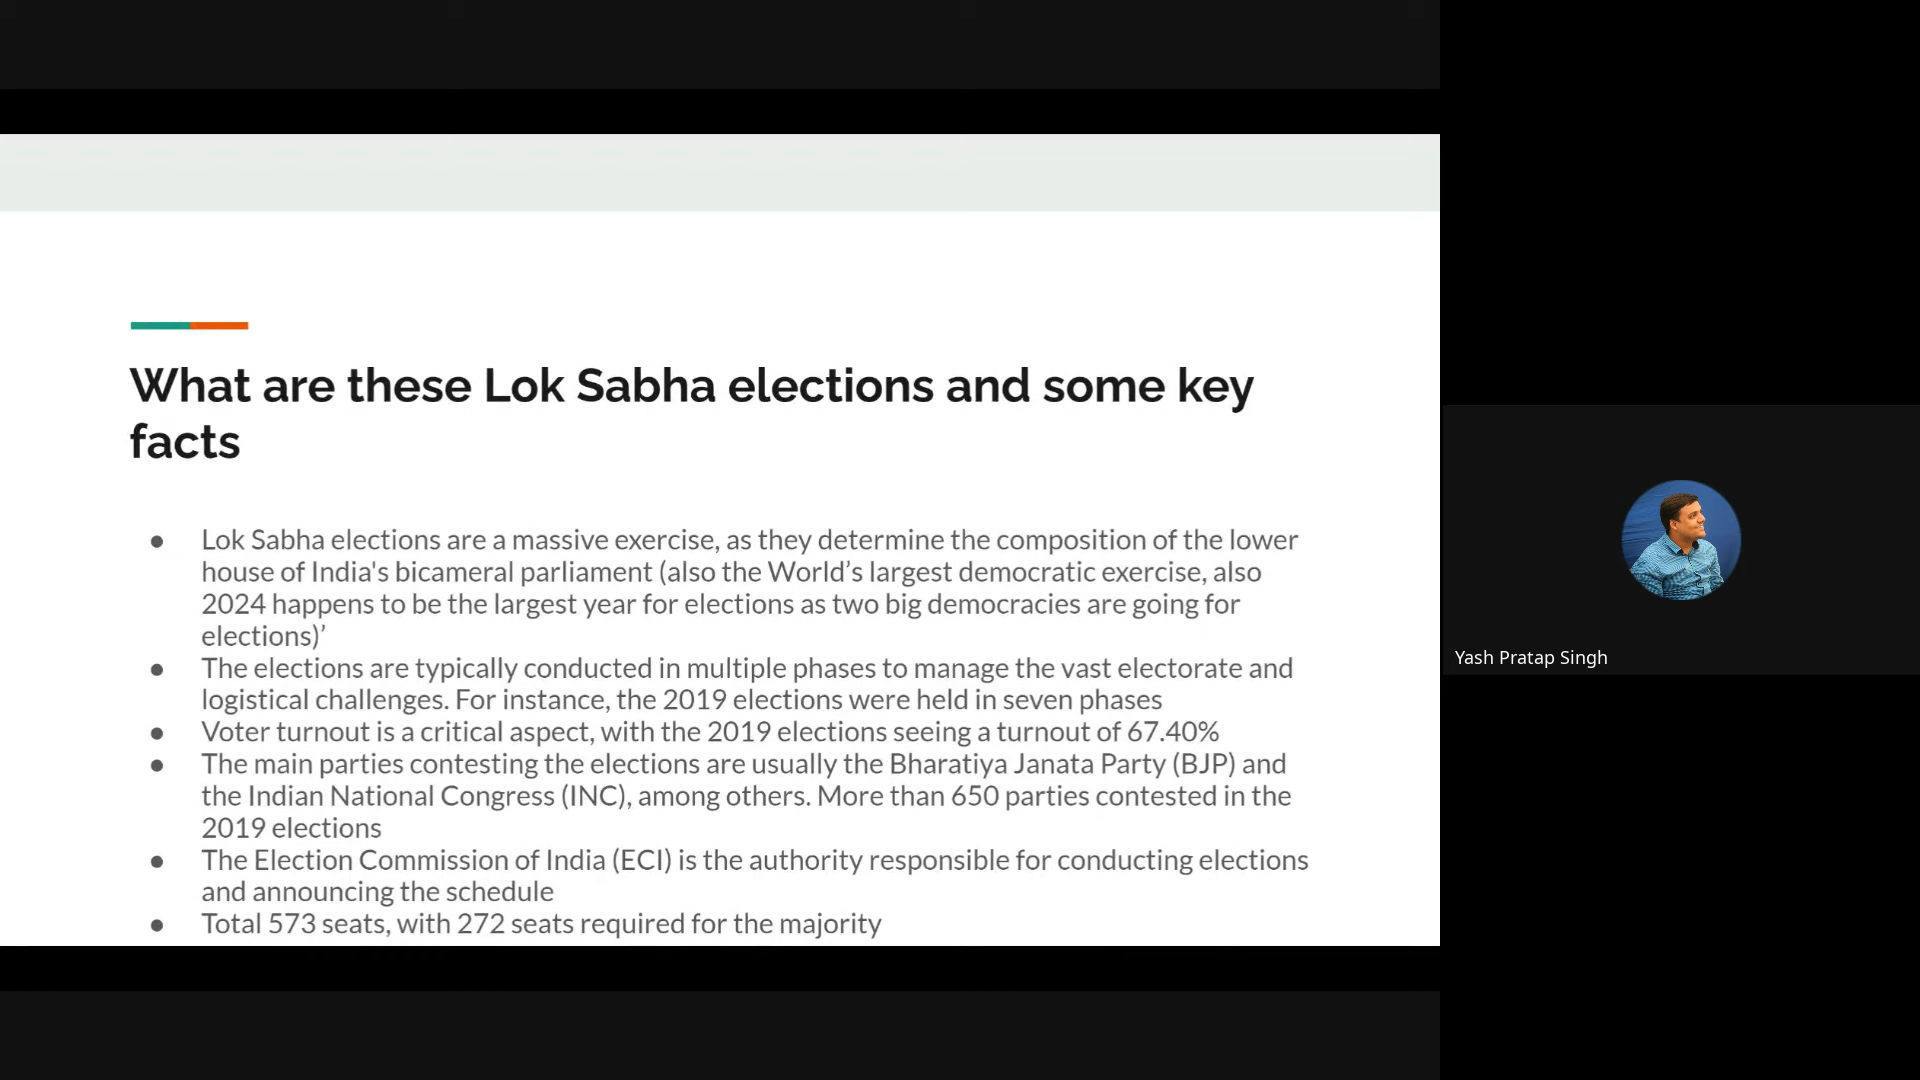 What are these Lok Sabha elections and some key
facts
● Lok Sabha elections are a massive exercise, as they determine the composition of the lower
house of India's bicameral parliament (also the World’s largest democratic exercise, also
2024 happens to be the largest year for elections as two big democracies are going for
elections)’
● The elections are typically conducted in multiple phases to manage the vast electorate and
logistical challenges. For instance, the 2019 elections were held in seven phases
● Voter turnout is a critical aspect, with the 2019 elections seeing a turnout of 67.40%
● The main parties contesting the elections are usually the Bharatiya Janata Party (BJP) and
the Indian National Congress (INC), among others. More than 650 parties contested in the
2019 elections
● The Election Commission of India (ECI) is the authority responsible for conducting elections
and announcing the schedule
● Total 573 seats, with 272 seats required for the majority
Yash Pratap Singh